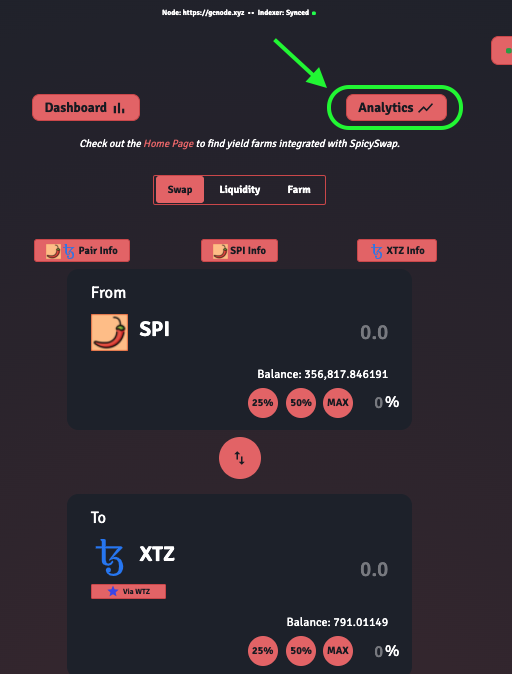 Node: https://gcnode.xyz •• Indexer: Synced
Dashboard
Analytics
Check out the Home Page to find yield farms integrated with SpicySwap.
Swap Liquidity Farm
Pair Info SPI Info XTZ Info
From
SPI 0.0
Balance: 356,817.846191
25% 50% MAX 0 %
To
XTZ 0.0
Via WTZ
Balance: 791.01149
25% 50% MAX 0 %